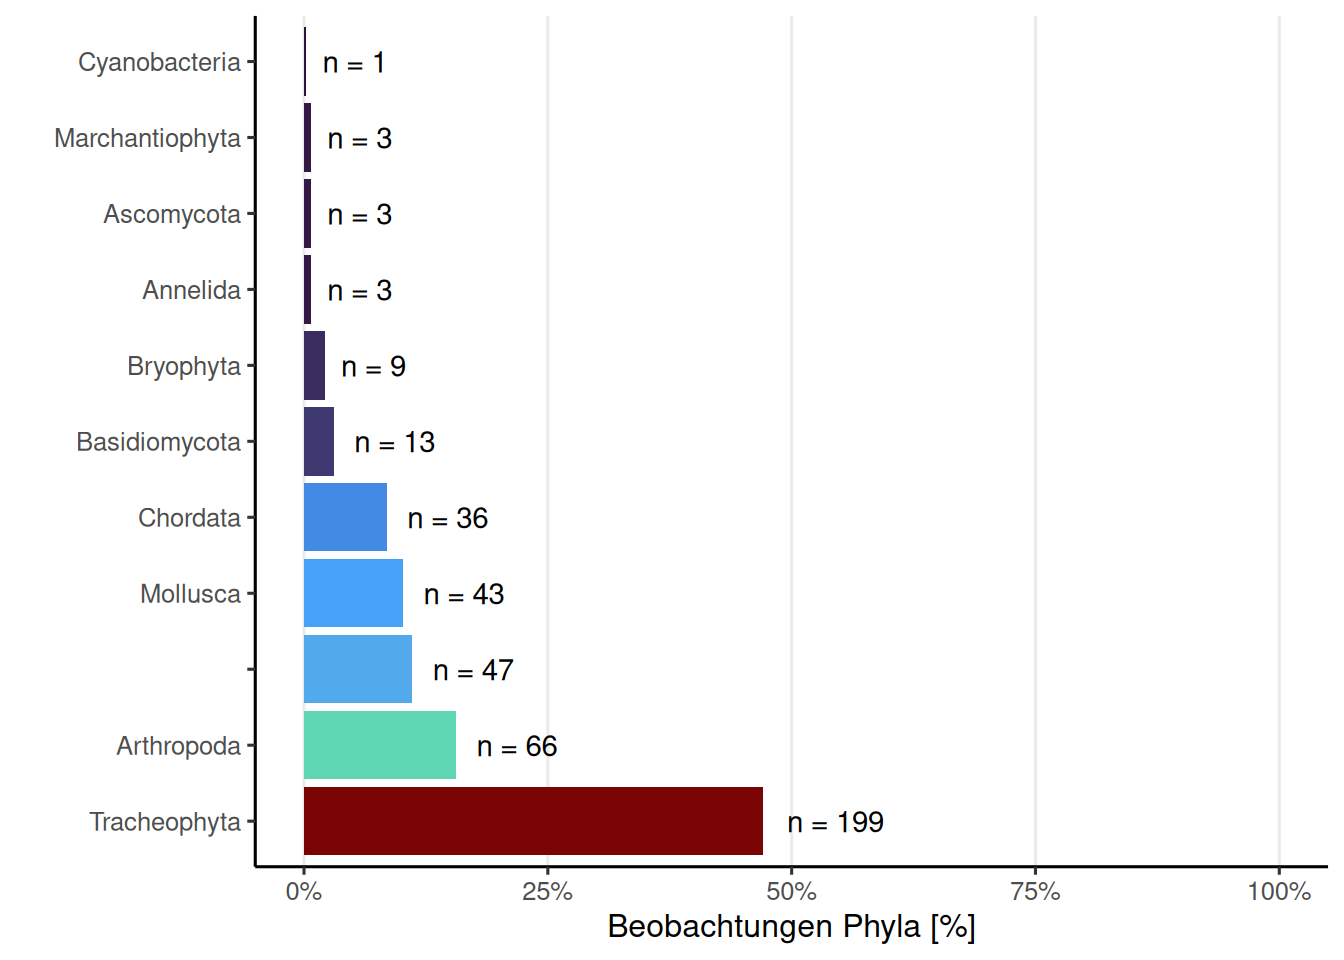 Cyanobacteria n = 1
Marchantiophyta n = 3
Ascomycota n = 3
Annelida n = 3
Bryophyta n = 9
Basidiomycota n = 13
Chordata n = 36
Mollusca n = 43
n = 47
Arthropoda n = 66
Tracheophyta n = 199
0% 25% 50% 75% 100%
Beobachtungen Phyla [%]